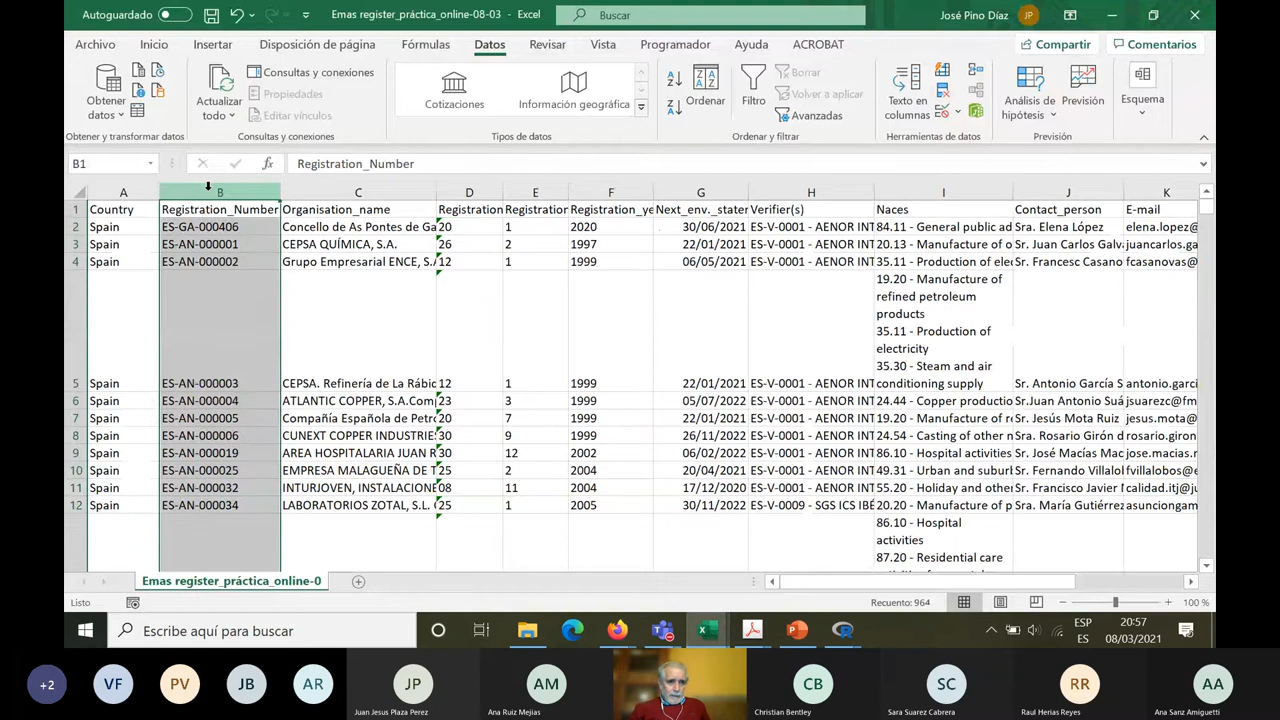 Autoguardado
Emas register_práctica_online-08-03 - Excel
Buscar
José Pino Díaz
JP
Archivo
Inicio
Insertar
Disposición de página
Fórmulas
Datos
Revisar
Vista
Programador
Ayuda
ACROBAT
Compartir
Comentarios
Obtener datos
Actualizar todo
Consultas y conexiones
Propiedades
Editar vínculos
Cotizaciones
Información geográfica
Ordenar
Filtro
Borrar
Volver a aplicar
Avanzadas
Texto en columnas
Análisis de hipótesis
Previsión
Esquema
Obtener y transformar datos
Consultas y conexiones
Tipos de datos
Ordenar y filtrar
Herramientas de datos
Previsión
B1
fx
Registration_Number
A B C D E F G H I J K
1 Country Registration_Number Organisation_name Registration Registration Registration_ye Next_env._stater Verifier(s) Naces Contact_person E-mail
2 Spain ES-GA-000406 Concello de As Pontes de Ga 20 1 2020 30/06/2021 ES-V-0001 - AENOR INT 84.11 - General public ad Sra. Elena López elena.lopez@
3 Spain ES-AN-000001 CEPSA QUÍMICA, S.A. 26 2 1997 22/01/2021 ES-V-0001 - AENOR INT 20.13 - Manufacture of o Sr. Juan Carlos Galv juancarlos.ga
4 Spain ES-AN-000002 Grupo Empresarial ENCE, S.A 12 1 1999 06/05/2021 ES-V-0001 - AENOR INT 35.11 - Production of elec Sr. Francesc Casano fcasanovas@
19.20 - Manufacture of
refined petroleum
products
35.11 - Production of
electricity
35.30 - Steam and air
5 Spain ES-AN-000003 CEPSA. Refinería de La Rábic 12 1 1999 22/01/2021 ES-V-0001 - AENOR INT conditioning supply Sr. Antonio García S antonio.garci
6 Spain ES-AN-000004 ATLANTIC COPPER, S.A.Com 23 3 1999 05/07/2022 ES-V-0001 - AENOR INT 24.44 - Copper productio Sr.Juan Antonio Suá jsuarezc@fm
7 Spain ES-AN-000005 Compañía Española de Petro 20 7 1999 22/01/2021 ES-V-0001 - AENOR INT 19.20 - Manufacture of re Sr. Jesús Mota Ruiz jesus.mota@
8 Spain ES-AN-000006 CUNEXT COPPER INDUSTRIE 30 9 1999 26/11/2022 ES-V-0001 - AENOR INT 24.54 - Casting of other n Sra. Rosario Girón d rosario.giron
9 Spain ES-AN-000019 AREA HOSPITALARIA JUAN R 30 12 2002 06/02/2022 ES-V-0001 - AENOR INT 86.10 - Hospital activities Sr. José Macías Mac jose.macias.m
10 Spain ES-AN-000025 EMPRESA MALAGUEÑA DE T 25 2 2004 20/04/2021 ES-V-0001 - AENOR INT 49.31 - Urban and suburb Sr. Fernando Villalol fvillalobos@e
11 Spain ES-AN-000032 INTURJOVEN, INSTALACIONE 08 11 2004 17/12/2020 ES-V-0001 - AENOR INT 55.20 - Holiday and othe Sr. Francisco Javier calidad.itj@ju
12 Spain ES-AN-000034 LABORATORIOS ZOTAL, S.L. 25 1 2005 30/11/2022 ES-V-0009 - SGS ICS IBÉ 20.20 - Manufacture of p Sra. María Gutiérrez asunciongam
86.10 - Hospital
activities
87.20 - Residential care
Emas register_práctica_online-0
Listo
Recuento: 964
100 %
Escribe aquí para buscar
ESP
ES
20:57
08/03/2021
+2
VF
PV
JB
AR
JP
Juan Jesus Plaza Perez
AM
Ana Ruiz Mejias
CB
Christian Bentley
SC
Sara Suarez Cabrera
RR
Raul Herias Reyes
AA
Ana Sanz Amiguetti